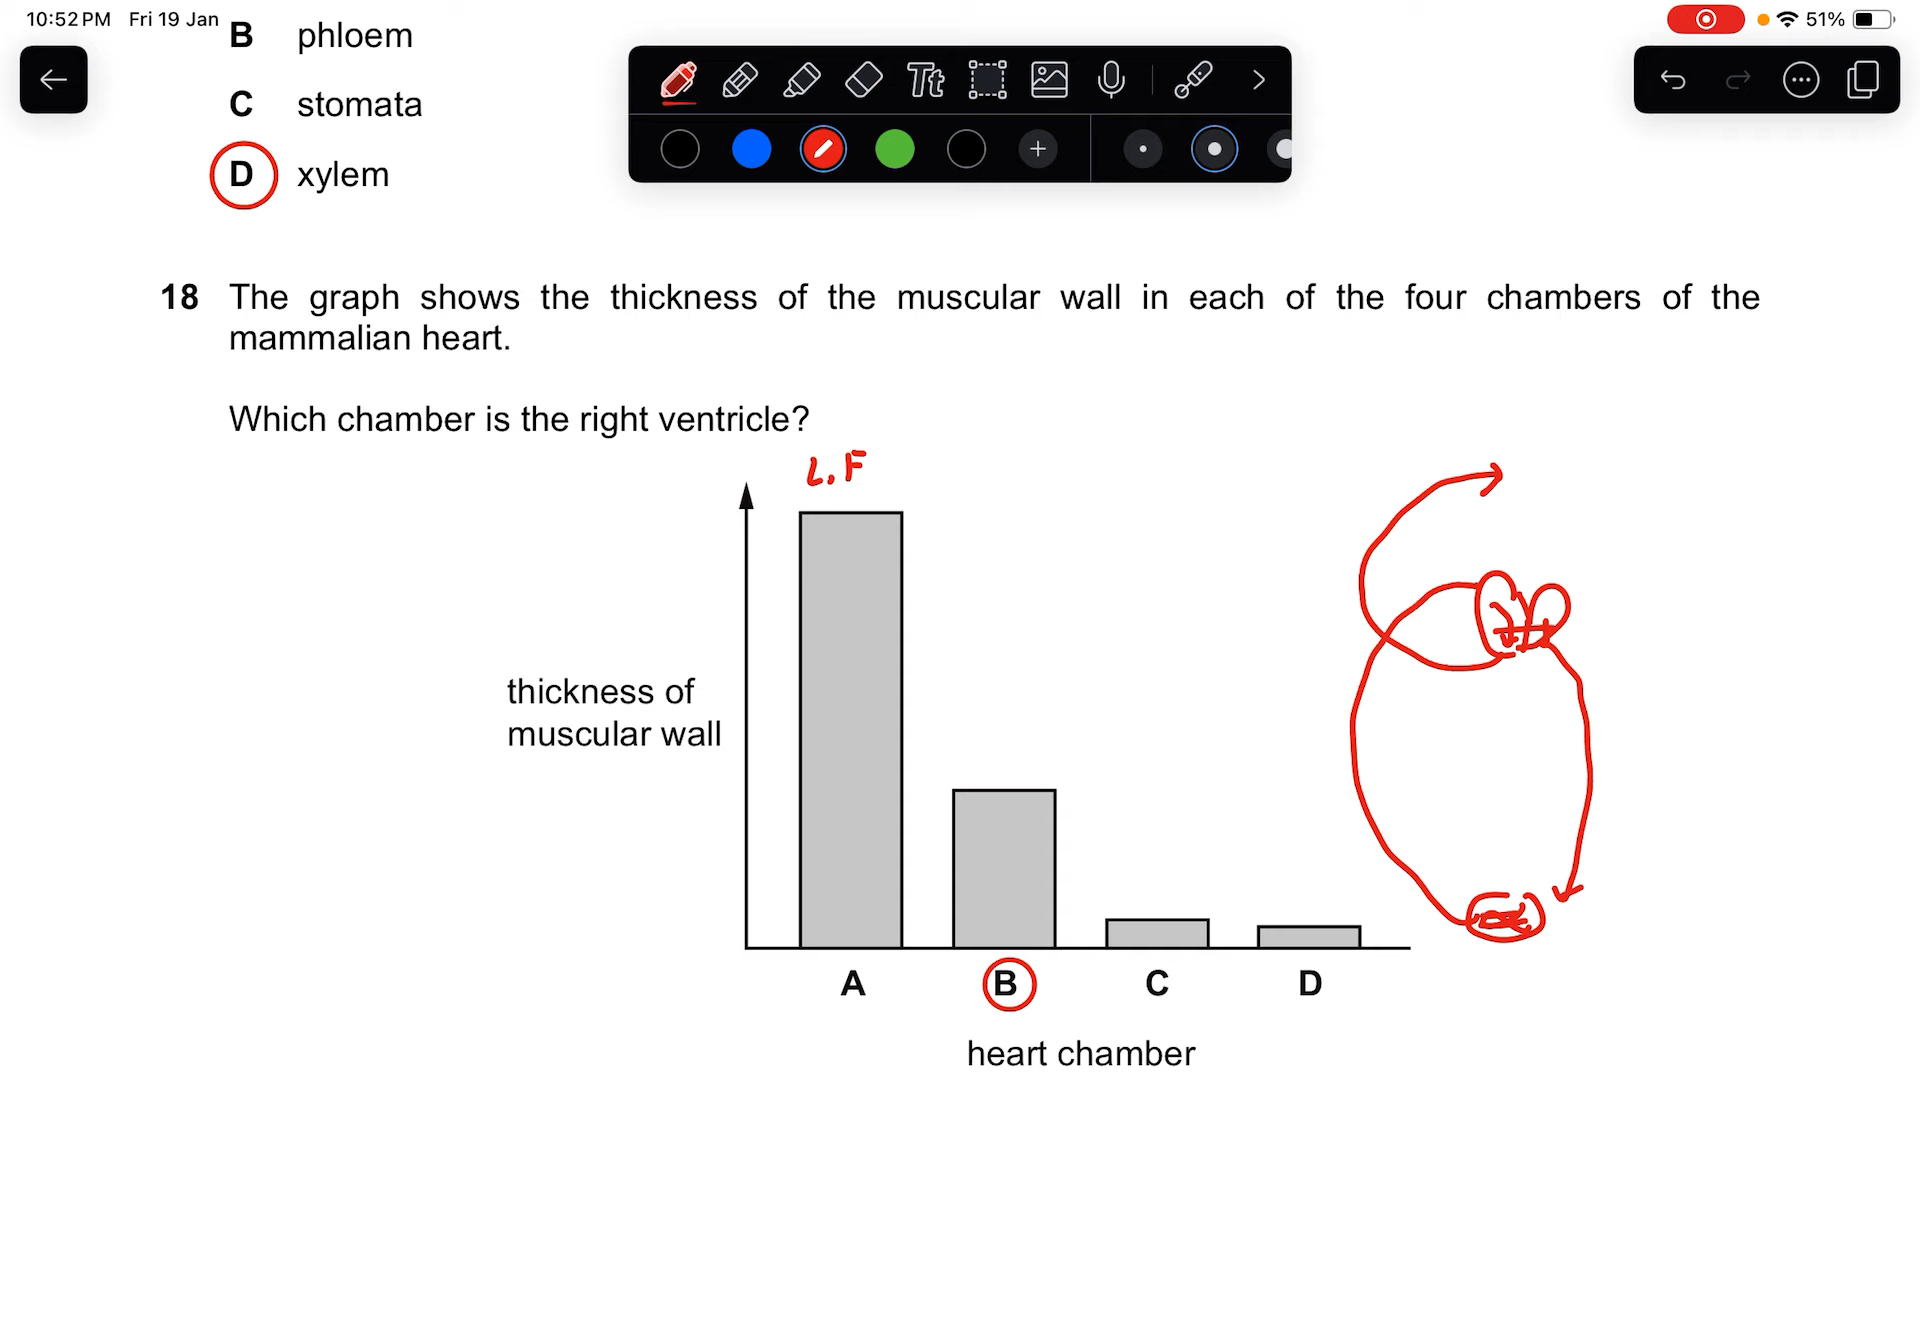 10:52 PM Fri 19 Jan
51%
B phloem
C stomata
D xylem
Tt
18 The graph shows the thickness of the muscular wall in each of the four chambers of the
mammalian heart.
Which chamber is the right ventricle?
L.F
thickness of
muscular wall
A B C D
heart chamber